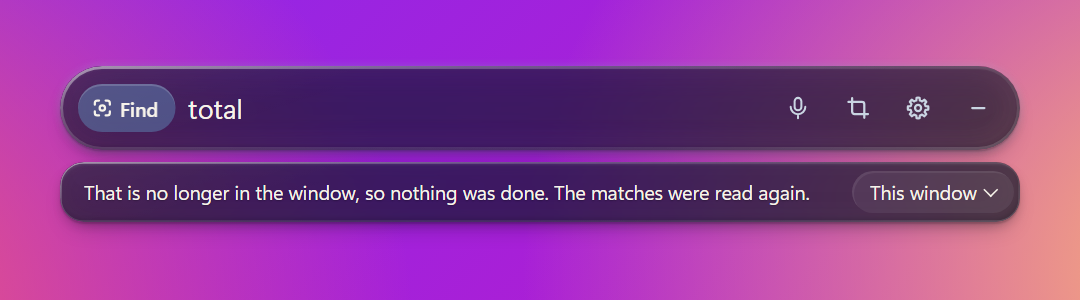 Find total
That is no longer in the window, so nothing was done. The matches were read again. This window